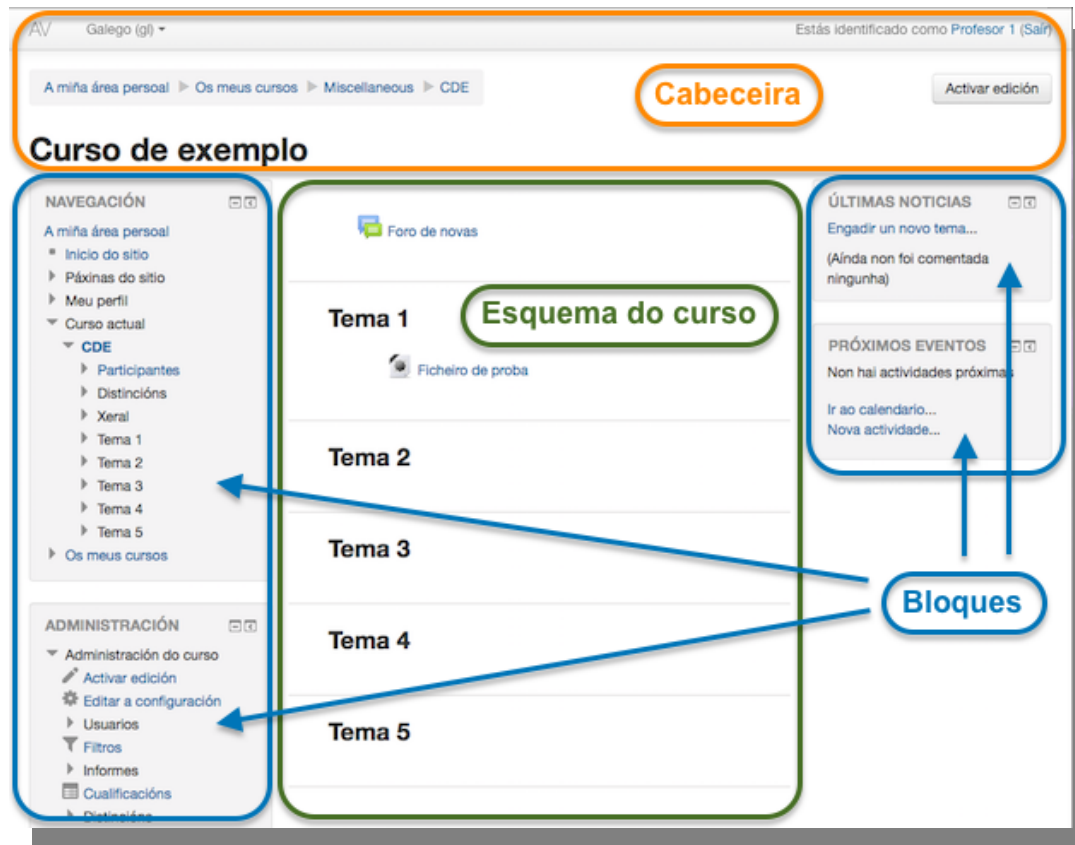 AV Galego (gl)
Estás identificado como Profesor 1 (Saír)
A miña área persoal Os meus cursos Miscellaneous CDE
Cabeceira
Activar edición
Curso de exemplo
NAVEGACIÓN
A miña área persoal
Inicio do sitio
Páxinas do sitio
Meu perfil
Curso actual
CDE
Participantes
Distincións
Xeral
Tema 1
Tema 2
Tema 3
Tema 4
Tema 5
Os meus cursos
ADMINISTRACIÓN
Administración do curso
Activar edición
Editar a configuración
Usuarios
Filtros
Informes
Cualificacións
Distincións
Foro de novas
Esquema do curso
Tema 1
Ficheiro de proba
Tema 2
Tema 3
Tema 4
Tema 5
ÚLTIMAS NOTICIAS
Engadir un novo tema...
(Aínda non foi comentada
ningunha)
PRÓXIMOS EVENTOS
Non hai actividades próximas
Ir ao calendario...
Nova actividade...
Bloques